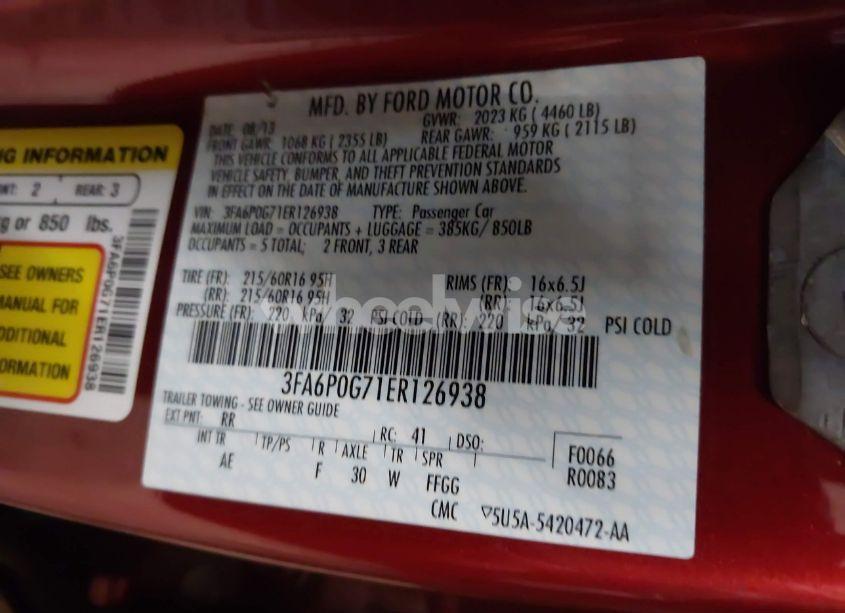 NG INFORMATION
NT: 2 REAR: 3
kg or 850 lbs.
SEE OWNERS
MANUAL FOR
ADDITIONAL
INFORMATION
3FA6P0G71ER126938
MFD. BY FORD MOTOR CO.
DATE: 08/13 GVWR: 2023 KG ( 4460 LB)
FRONT GAWR: 1068 KG ( 2355 LB) REAR GAWR: 959 KG ( 2115 LB)
THIS VEHICLE CONFORMS TO ALL APPLICABLE FEDERAL MOTOR
VEHICLE SAFETY, BUMPER, AND THEFT PREVENTION STANDARDS
IN EFFECT ON THE DATE OF MANUFACTURE SHOWN ABOVE.
VIN: 3FA6P0G71ER126938 TYPE: Passenger Car
MAXIMUM LOAD = OCCUPANTS + LUGGAGE = 385KG/ 850LB
OCCUPANTS = 5 TOTAL; 2 FRONT, 3 REAR
TIRE (FR): 215/60R16 95H RIMS (FR): 16x6.5J
(RR): 215/60R16 95H (RR): 16x6.5J
PRESSURE (FR): 220 kPa/ 32 PSI COLD (RR): 220 kPa/ 32 PSI COLD
3FA6P0G71ER126938
TRAILER TOWING - SEE OWNER GUIDE
EXT PNT: RR RC: 41 DSO: F0066
INT TR TP/PS R AXLE TR SPR R0083
AE F 30 W FFGG
CMC ▽5U5A-5420472-AA